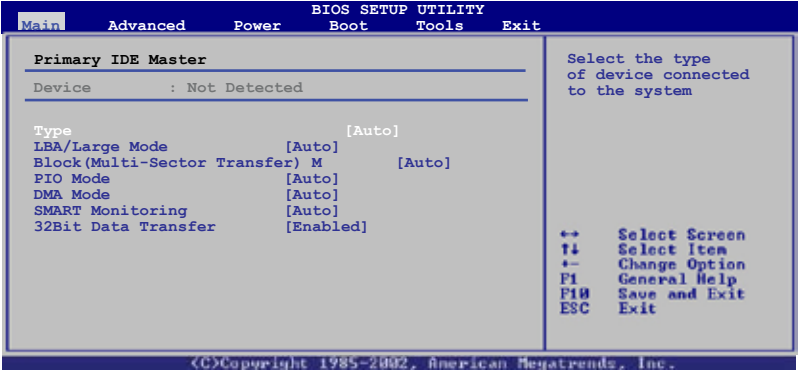 BIOS SETUP UTILITY
Main Advanced Power Boot Tools Exit
Primary IDE Master
Device : Not Detected
Type [Auto]
LBA/Large Mode [Auto]
Block(Multi-Sector Transfer) M [Auto]
PIO Mode [Auto]
DMA Mode [Auto]
SMART Monitoring [Auto]
32Bit Data Transfer [Enabled]
Select the type
of device connected
to the system
←→ Select Screen
↑↓ Select Item
+- Change Option
F1 General Help
F10 Save and Exit
ESC Exit
(C)Copyright 1985-2002, American Megatrends, Inc.